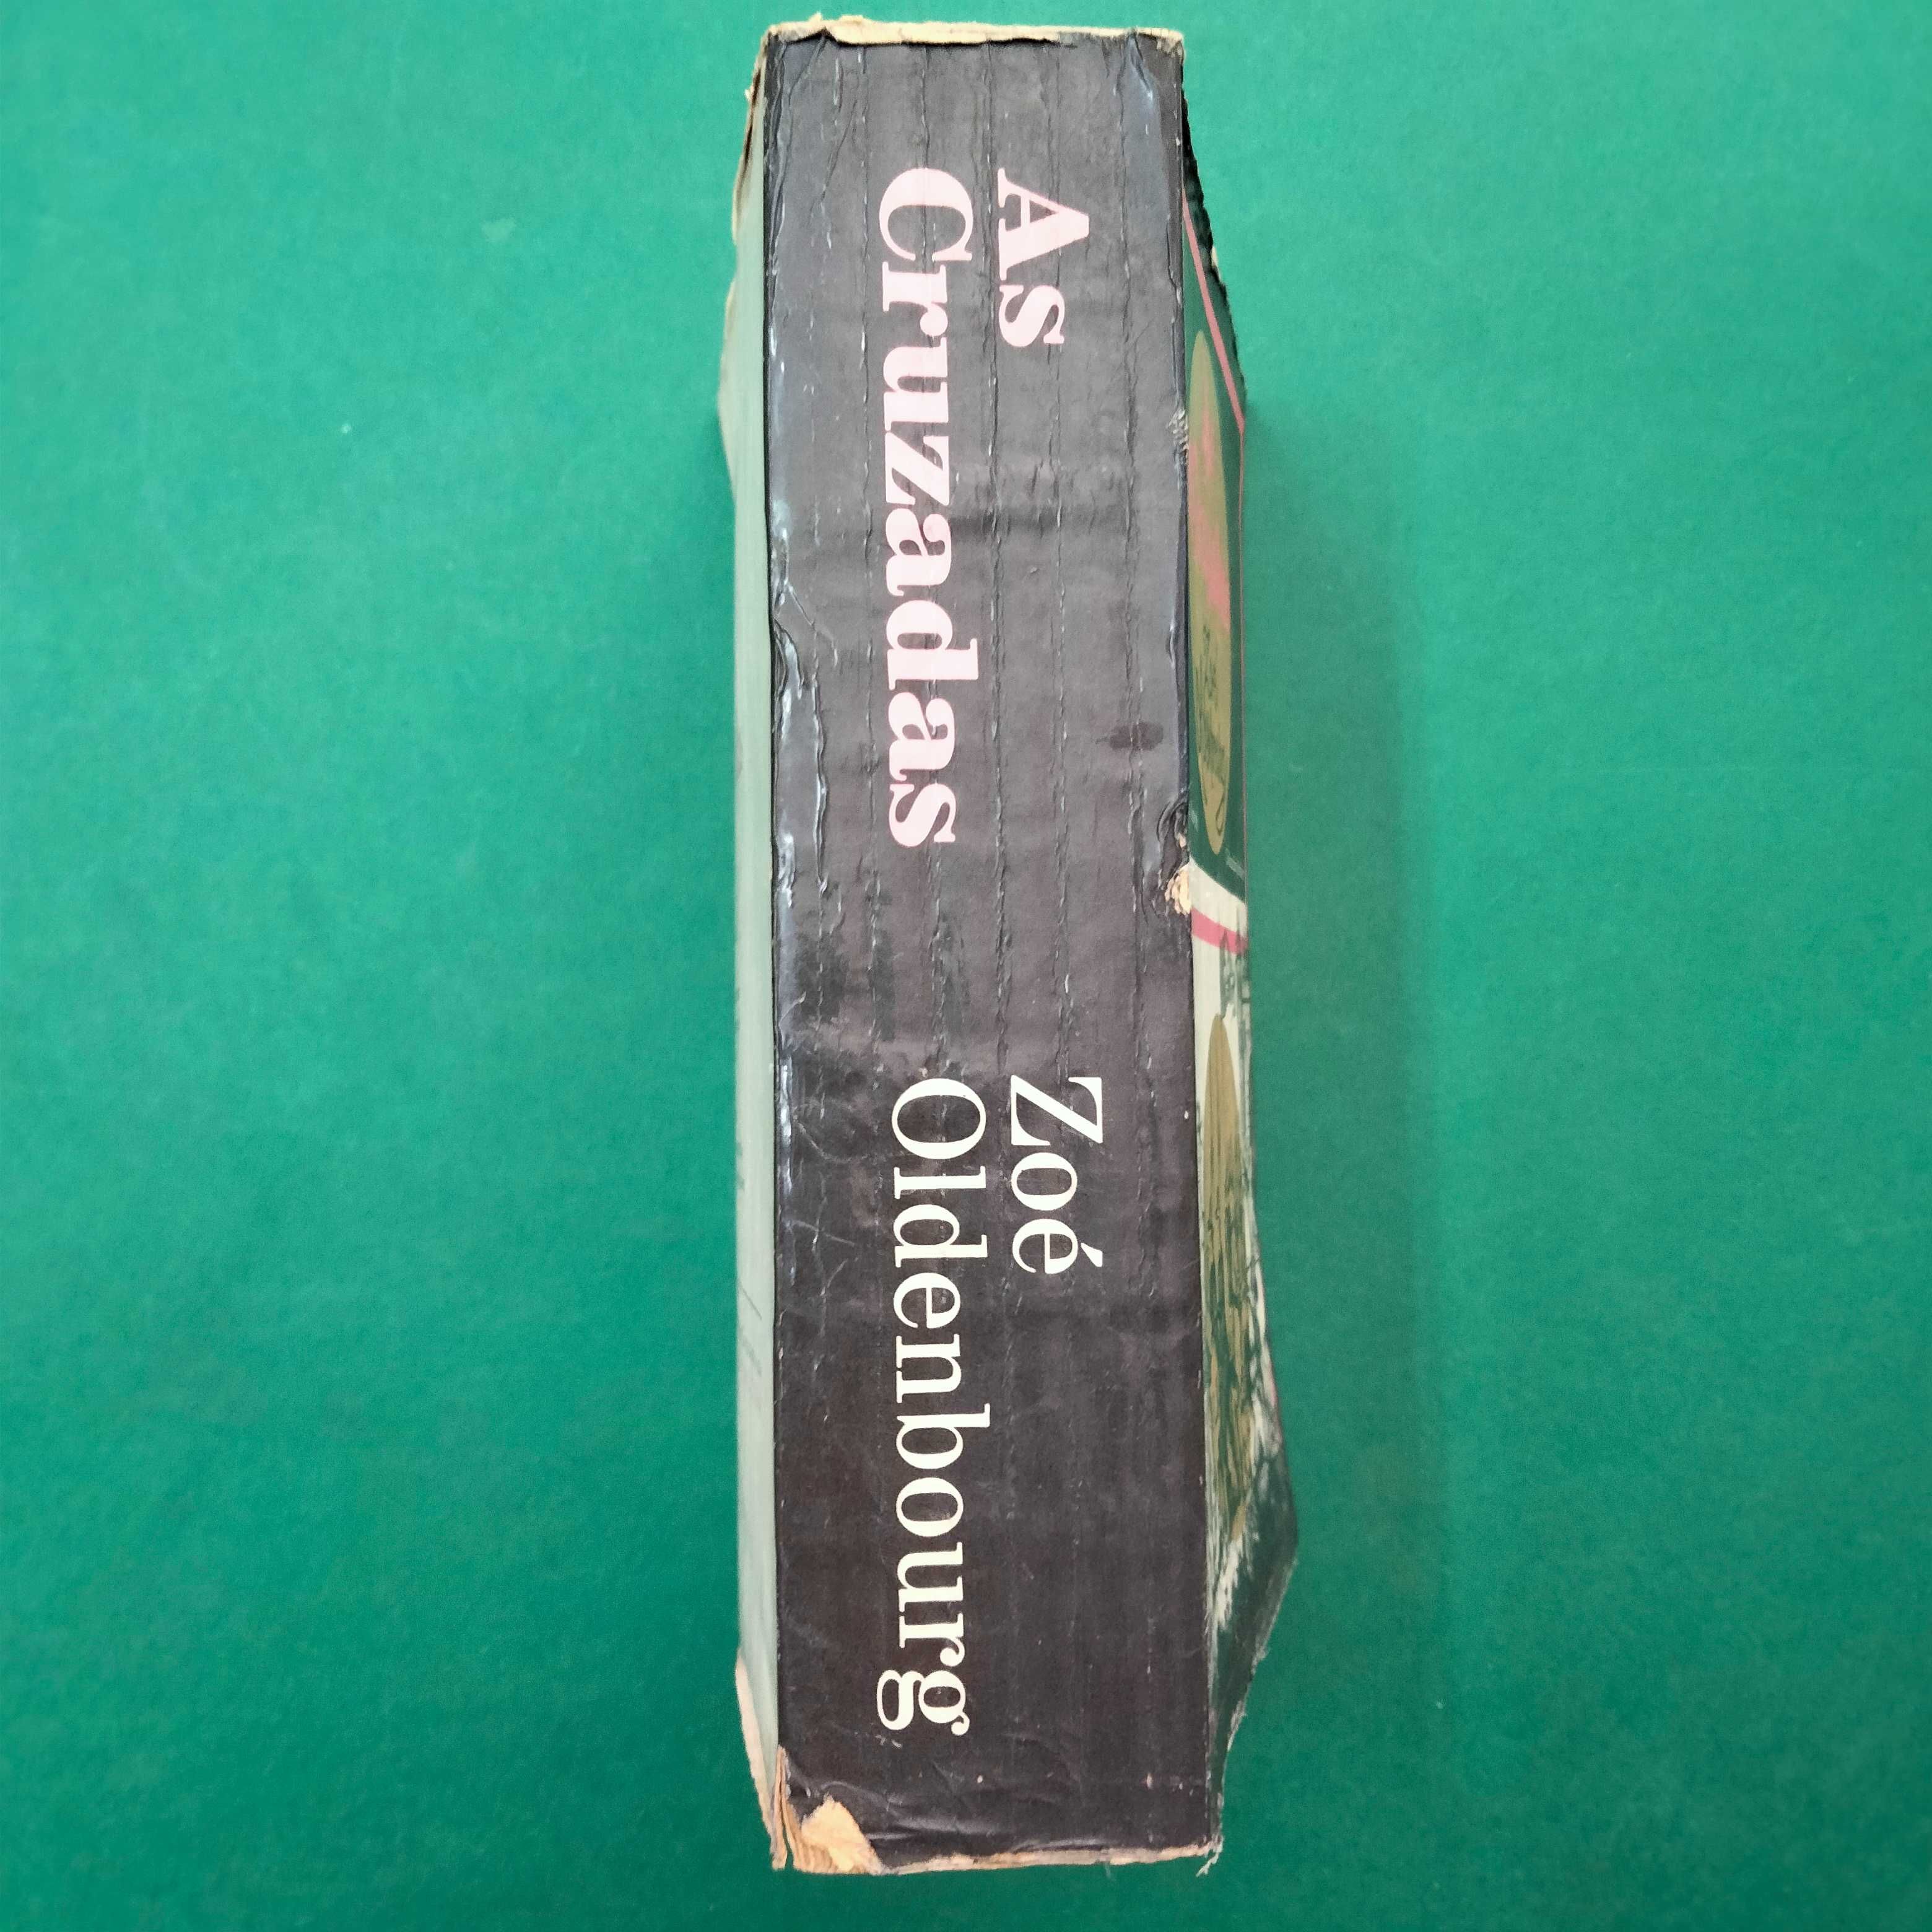 As
Cruzadas
Zoé
Oldenbourg